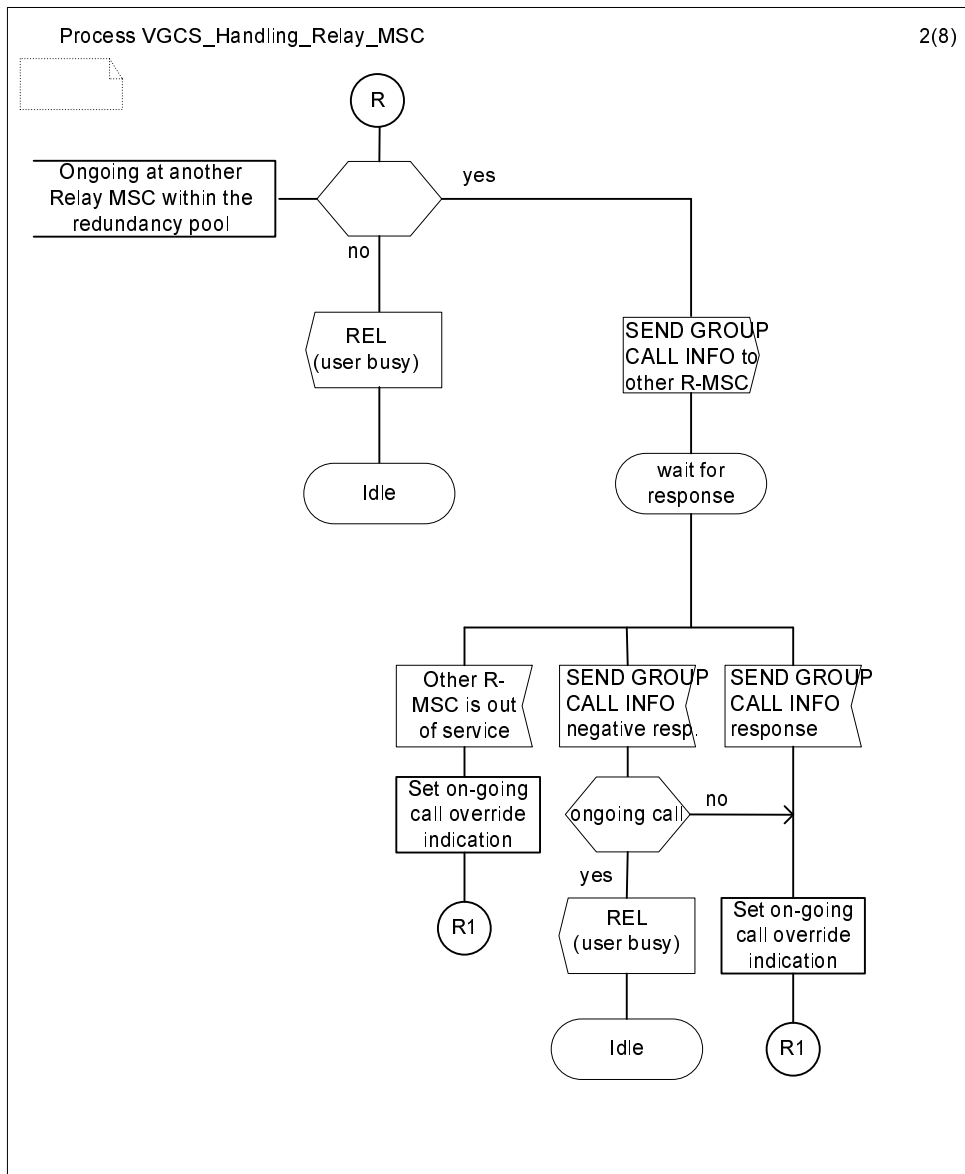 Process VGCS_Handling_Relay_MSC
2(8)
R
Ongoing at another
Relay MSC within the
redundancy pool
yes
no
REL
(user busy)
SEND GROUP
CALL INFO to
other R-MSC
Idle
wait for
response
Other R-
MSC is out
of service
SEND GROUP
CALL INFO
negative resp.
SEND GROUP
CALL INFO
response
Set on-going
call override
indication
ongoing call
no
yes
R1
REL
(user busy)
Set on-going
call override
indication
Idle
R1